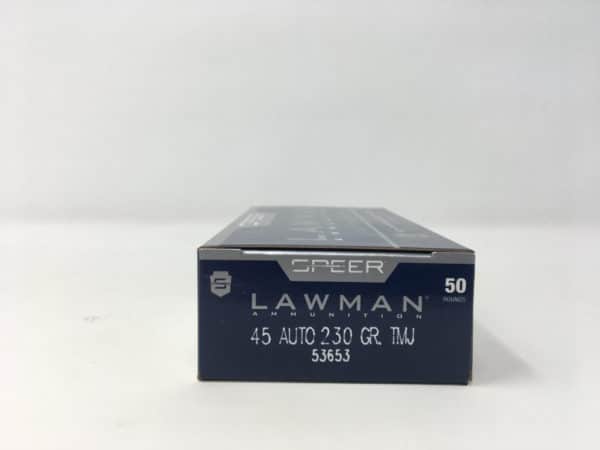 SPEER
50
ROUNDS
LAWMAN®
AMMUNITION
45 AUTO 230 GR. TMJ
53653